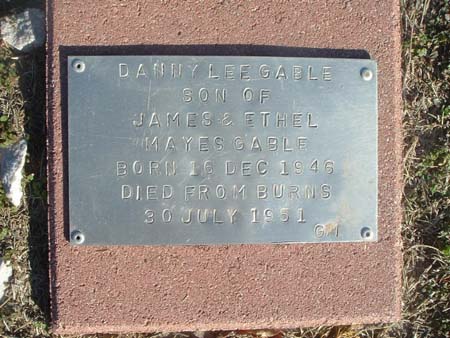 DANNY LEE GABLE
SON OF
JAMES & ETHEL
MAYES GABLE
BORN 16 DEC 1946
DIED FROM BURNS
30 JULY 1951